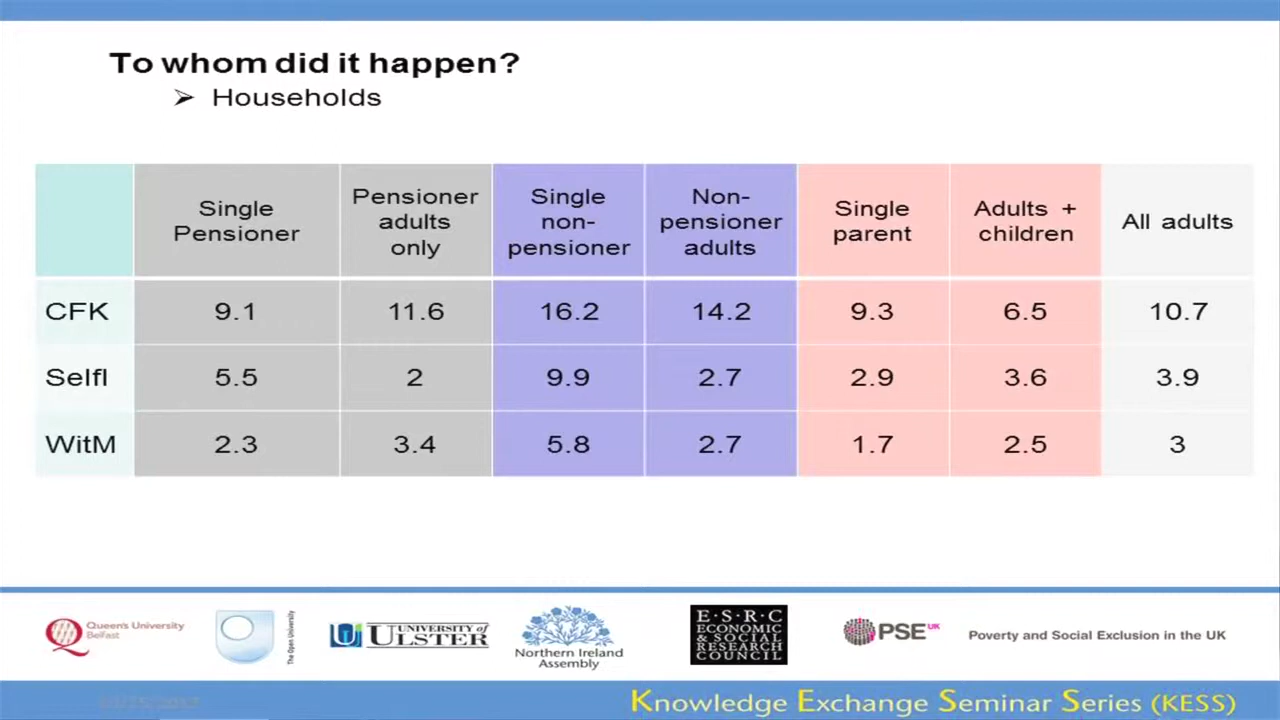 To whom did it happen?
➢ Households
Single Pensioner
Pensioner adults only
Single non-pensioner
Non-pensioner adults
Single parent
Adults + children
All adults
CFK 9.1 11.6 16.2 14.2 9.3 6.5 10.7
SelfI 5.5 2 9.9 2.7 2.9 3.6 3.9
WitM 2.3 3.4 5.8 2.7 1.7 2.5 3
Queen's University
Belfast
The Open University
UNIVERSITY of
ULSTER
Northern Ireland
Assembly
E·S·R·C
ECONOMIC
& SOCIAL
RESEARCH
COUNCIL
PSE UK
Poverty and Social Exclusion in the UK
Knowledge Exchange Seminar Series (KESS)